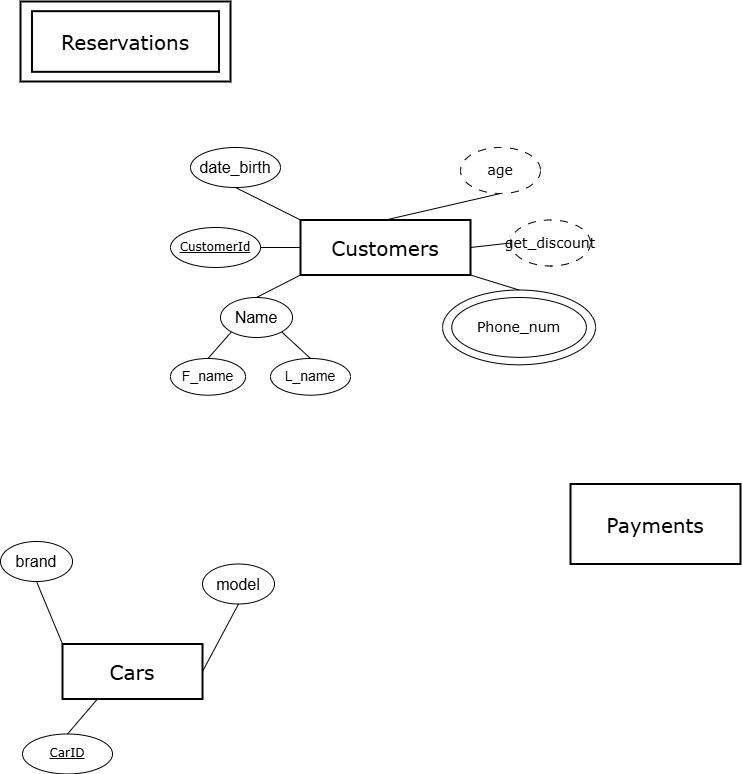 Reservations
date_birth
age
CustomerId
Customers
get_discount
Name
Phone_num
F_name
L_name
Payments
brand
model
Cars
CarID